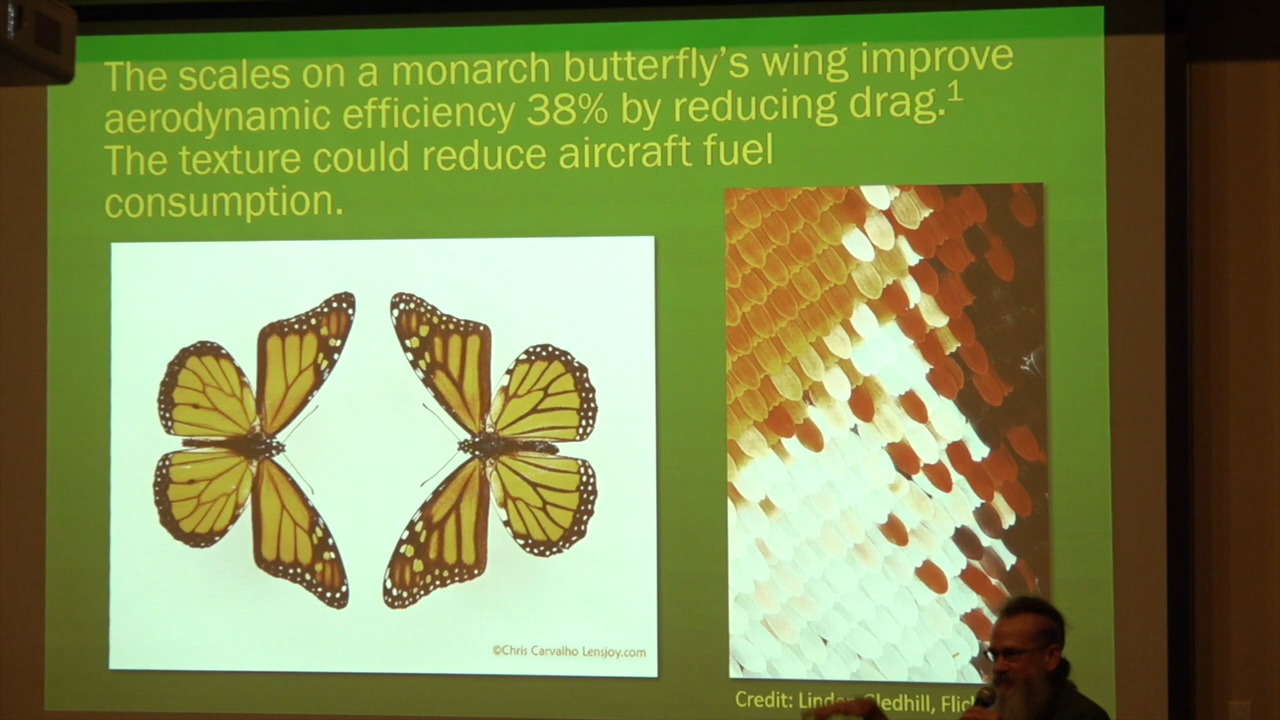 The scales on a monarch butterfly's wing improve
aerodynamic efficiency 38% by reducing drag.1
The texture could reduce aircraft fuel
consumption.
©Chris Carvalho Lensjoy.com
Credit: